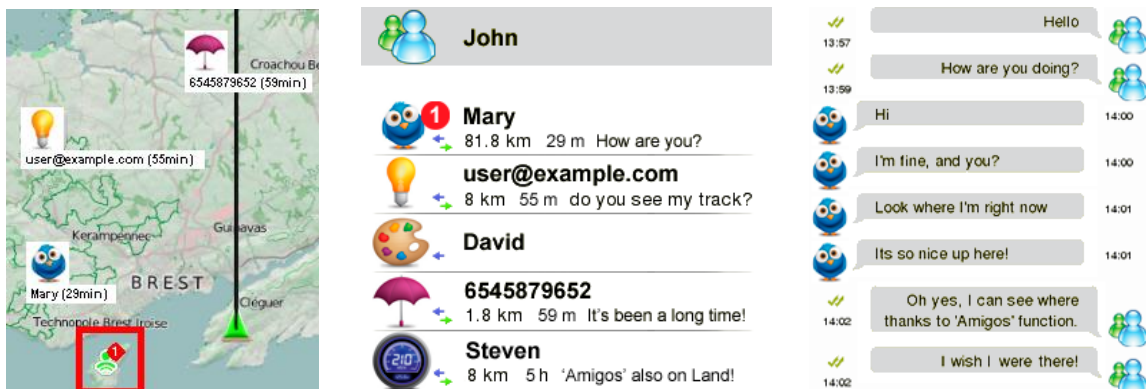 Croachou Be
6545879652 (59min)
user@example.com (55min)
Kerampennec
Guipavas
Mary (29min)
BREST
Cléguer
Technopole Brest Iroise
1
John
1
Mary
81.8 km 29 m How are you?
user@example.com
8 km 55 m do you see my track?
David
6545879652
1.8 km 59 m It's been a long time!
210
Steven
8 km 5 h 'Amigos' also on Land!
Hello
13:57
How are you doing?
13:59
Hi
14:00
I'm fine, and you?
14:00
Look where I'm right now
14:01
Its so nice up here!
14:01
Oh yes, I can see where
thanks to 'Amigos' function.
14:02
I wish I were there!
14:02